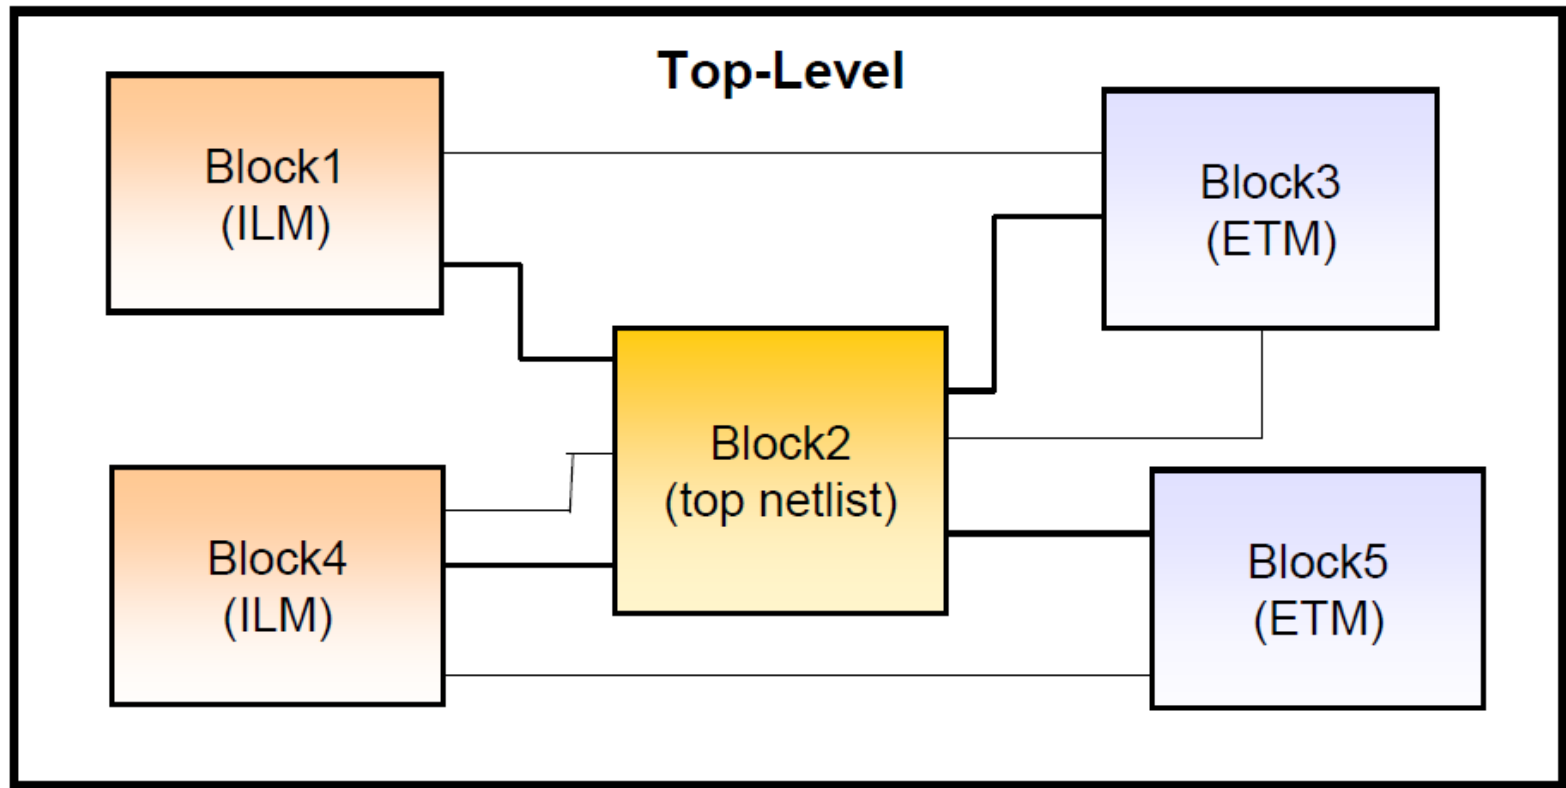 Top-Level
Block1
(ILM)
Block3
(ETM)
Block2
(top netlist)
Block4
(ILM)
Block5
(ETM)